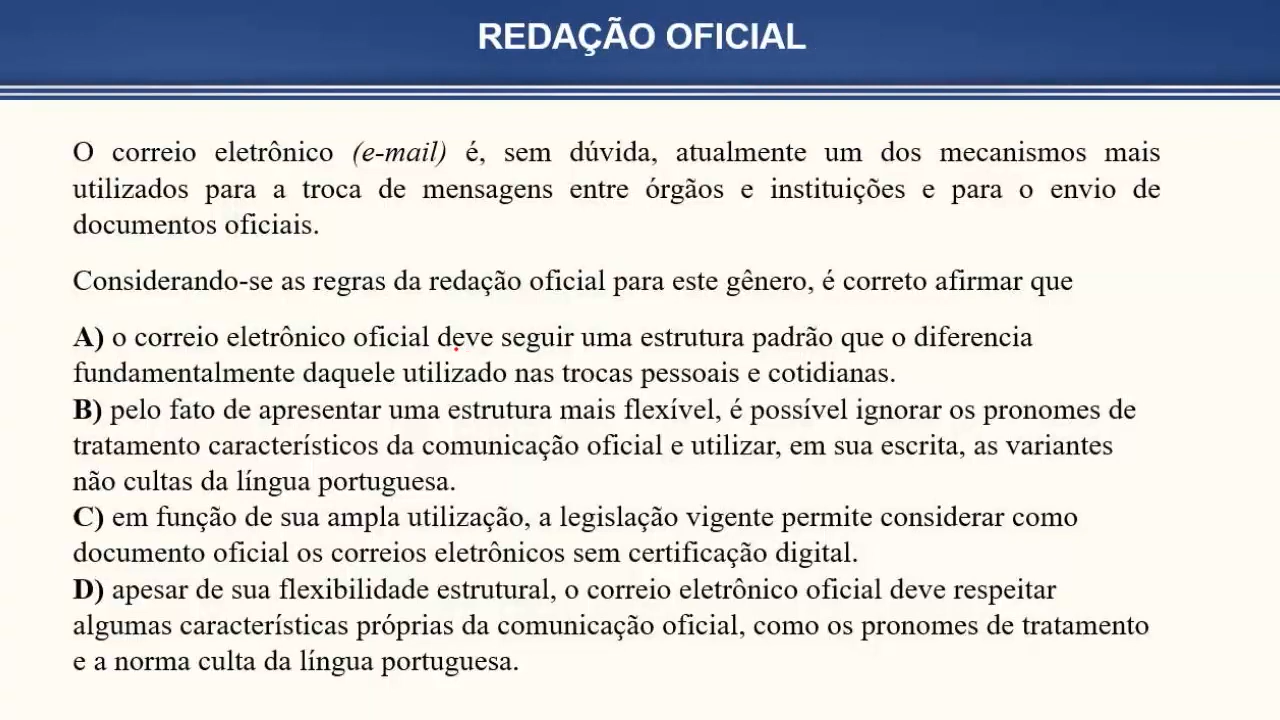 REDAÇÃO OFICIAL
O correio eletrônico (e-mail) é, sem dúvida, atualmente um dos mecanismos mais
utilizados para a troca de mensagens entre órgãos e instituições e para o envio de
documentos oficiais.
Considerando-se as regras da redação oficial para este gênero, é correto afirmar que
A) o correio eletrônico oficial deve seguir uma estrutura padrão que o diferencia
fundamentalmente daquele utilizado nas trocas pessoais e cotidianas.
B) pelo fato de apresentar uma estrutura mais flexível, é possível ignorar os pronomes de
tratamento característicos da comunicação oficial e utilizar, em sua escrita, as variantes
não cultas da língua portuguesa.
C) em função de sua ampla utilização, a legislação vigente permite considerar como
documento oficial os correios eletrônicos sem certificação digital.
D) apesar de sua flexibilidade estrutural, o correio eletrônico oficial deve respeitar
algumas características próprias da comunicação oficial, como os pronomes de tratamento
e a norma culta da língua portuguesa.